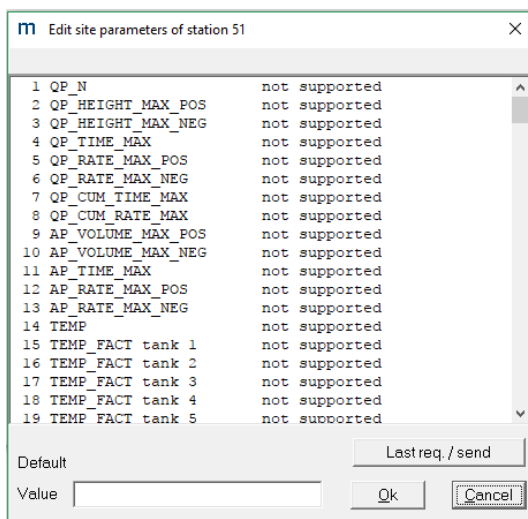 m Edit site parameters of station 51
1 QP_N not supported
2 QP_HEIGHT_MAX_POS not supported
3 QP_HEIGHT_MAX_NEG not supported
4 QP_TIME_MAX not supported
5 QP_RATE_MAX_POS not supported
6 QP_RATE_MAX_NEG not supported
7 QP_CUM_TIME_MAX not supported
8 QP_CUM_RATE_MAX not supported
9 AP_VOLUME_MAX_POS not supported
10 AP_VOLUME_MAX_NEG not supported
11 AP_TIME_MAX not supported
12 AP_RATE_MAX_POS not supported
13 AP_RATE_MAX_NEG not supported
14 TEMP not supported
15 TEMP_FACT tank 1 not supported
16 TEMP_FACT tank 2 not supported
17 TEMP_FACT tank 3 not supported
18 TEMP_FACT tank 4 not supported
19 TEMP_FACT tank 5 not supported
Default
Last req. / send
Value
Ok
Cancel